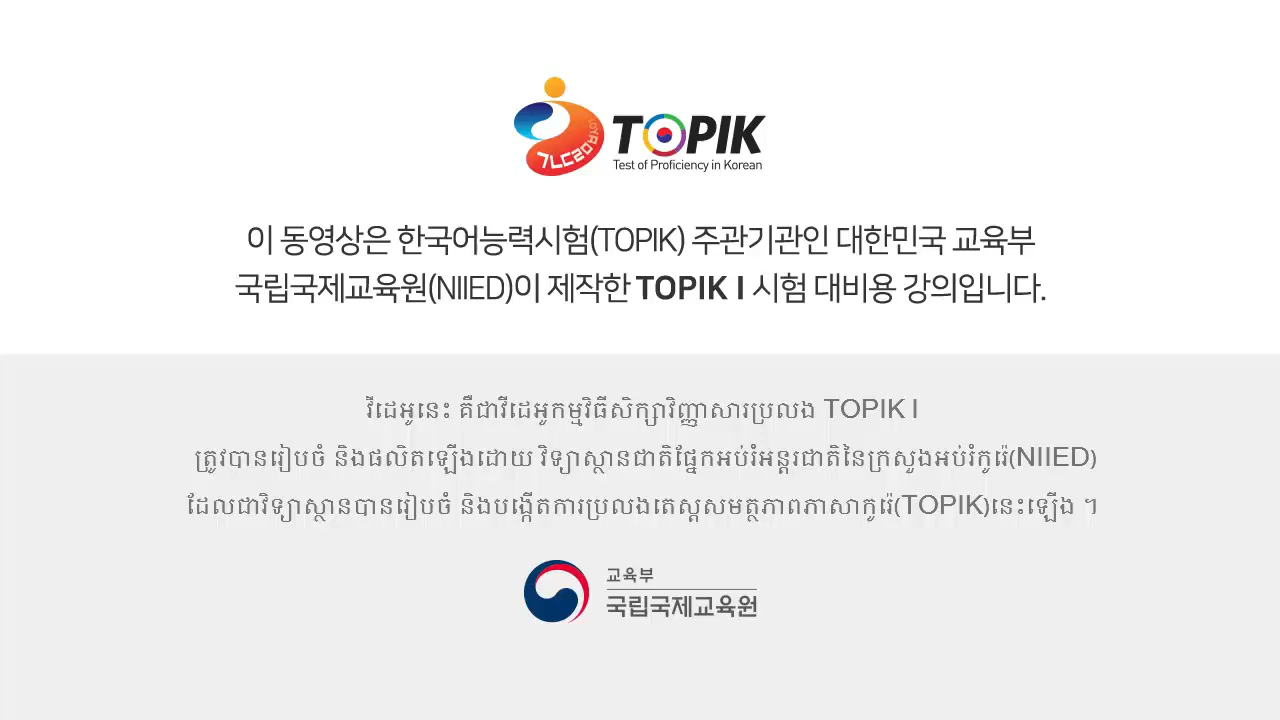 TOPIK
Test of Proficiency in Korean
이 동영상은 한국어능력시험(TOPIK) 주관기관인 대한민국 교육부
국립국제교육원(NIIED)이 제작한 TOPIK I 시험 대비용 강의입니다.
វីដេអូនេះ គឺជាវីដេអូកម្មវិធីសិក្សាវិញ្ញាសារប្រលង TOPIK I
ត្រូវបានរៀបចំ និងផលិតឡើងដោយ វិទ្យាស្ថានជាតិផ្នែកអប់រំអន្តរជាតិនៃក្រសួងអប់រំកូរ៉េ(NIIED)
ដែលជាវិទ្យាស្ថានបានរៀបចំ និងបង្កើតការប្រលងតេស្តសមត្ថភាពភាសាកូរ៉េ(TOPIK)នេះឡើង ។
교육부
국립국제교육원